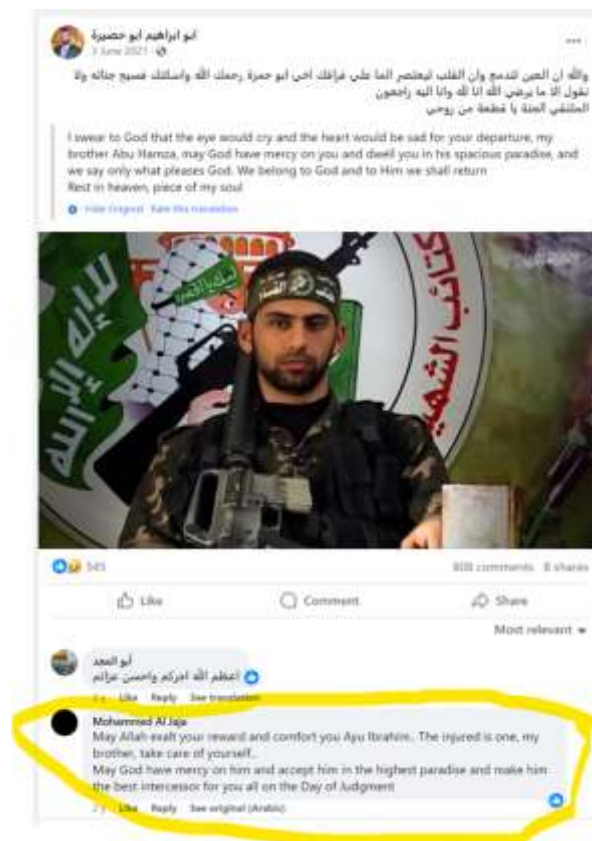 ابو ابراهيم ابو حصيرة
3 June 2021
والله ان العين لتدمع وان القلب ليعتصر الما علي فراقك اخي ابو حمزة رحمك الله واسكنك فسيح جناته ولا
نقول الا ما يرضي الله انا لله وانا اليه راجعون
الملتقي الجنة يا قطعة من روحي
I swear to God that the eye would cry and the heart would be sad for your departure, my
brother Abu Hamza, may God have mercy on you and dwell you in his spacious paradise, and
we say only what pleases God. We belong to God and to Him we shall return
Rest in heaven, piece of my soul
Hide Original · Rate this translation
لا إله إلا الله
كتائب الشهيد
545
808 comments 8 shares
Like Comment Share
Most relevant
أبو المجد
اعظم الله اجركم واحسن عزائم
Like Reply See translation
Mohammed Al Jaja
May Allah exalt your reward and comfort you Ayu Ibrahim. The injured is one, my
brother, take care of yourself..
May God have mercy on him and accept him in the highest paradise and make him
the best intercessor for you all on the Day of Judgment
2 y Like Reply See original (Arabic)